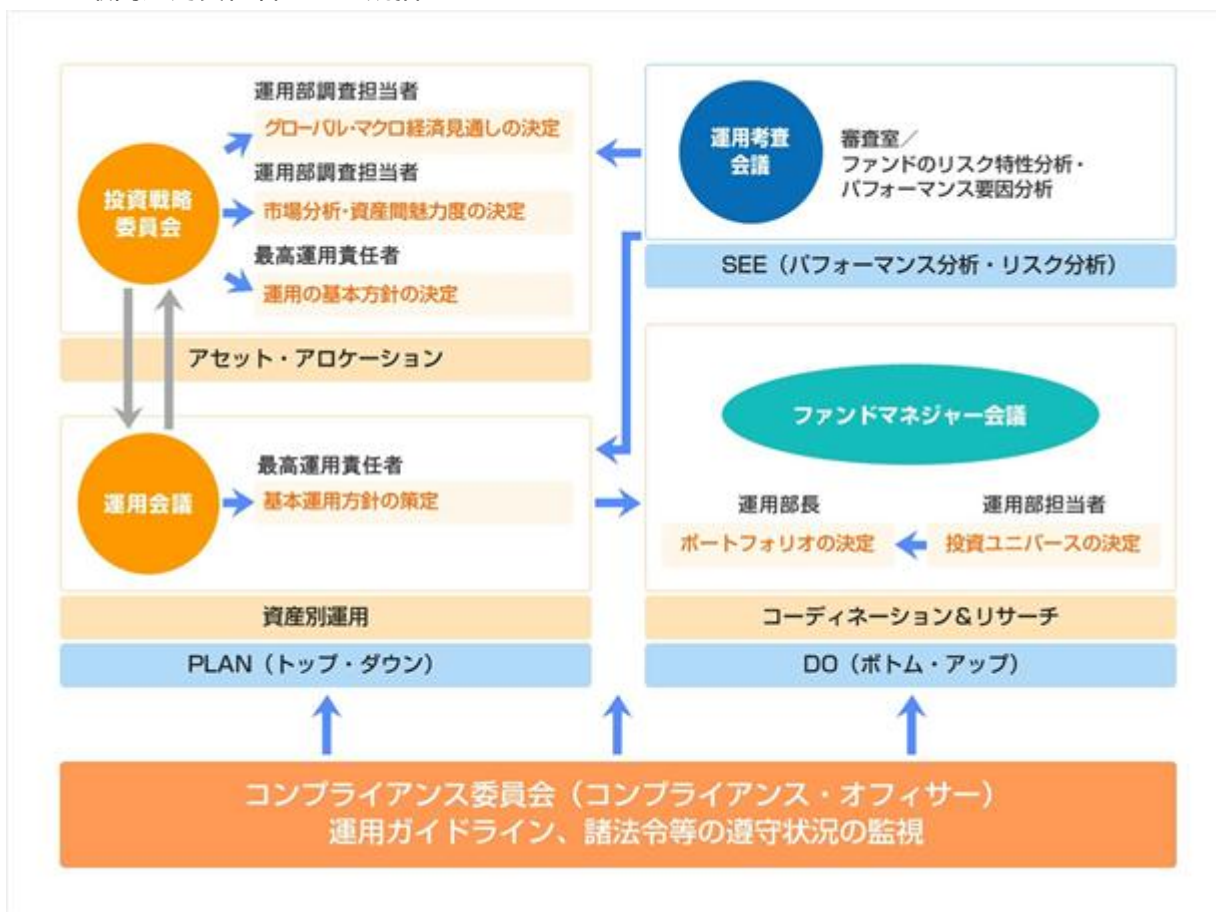 運用部調査担当者
グローバル・マクロ経済見通しの決定
投資戦略
委員会
運用部調査担当者
市場分析・資産間魅力度の決定
最高運用責任者
運用の基本方針の決定
アセット・アロケーション
運用考査
会議
審査室/
ファンドのリスク特性分析・
パフォーマンス要因分析
SEE(パフォーマンス分析・リスク分析)
運用会議
最高運用責任者
基本運用方針の策定
資産別運用
PLAN(トップ・ダウン)
ファンドマネジャー会議
運用部長
ポートフォリオの決定
運用部担当者
投資ユニバースの決定
コーディネーション&リサーチ
DO(ボトム・アップ)
コンプライアンス委員会(コンプライアンス・オフィサー)
運用ガイドライン、諸法令等の遵守状況の監視